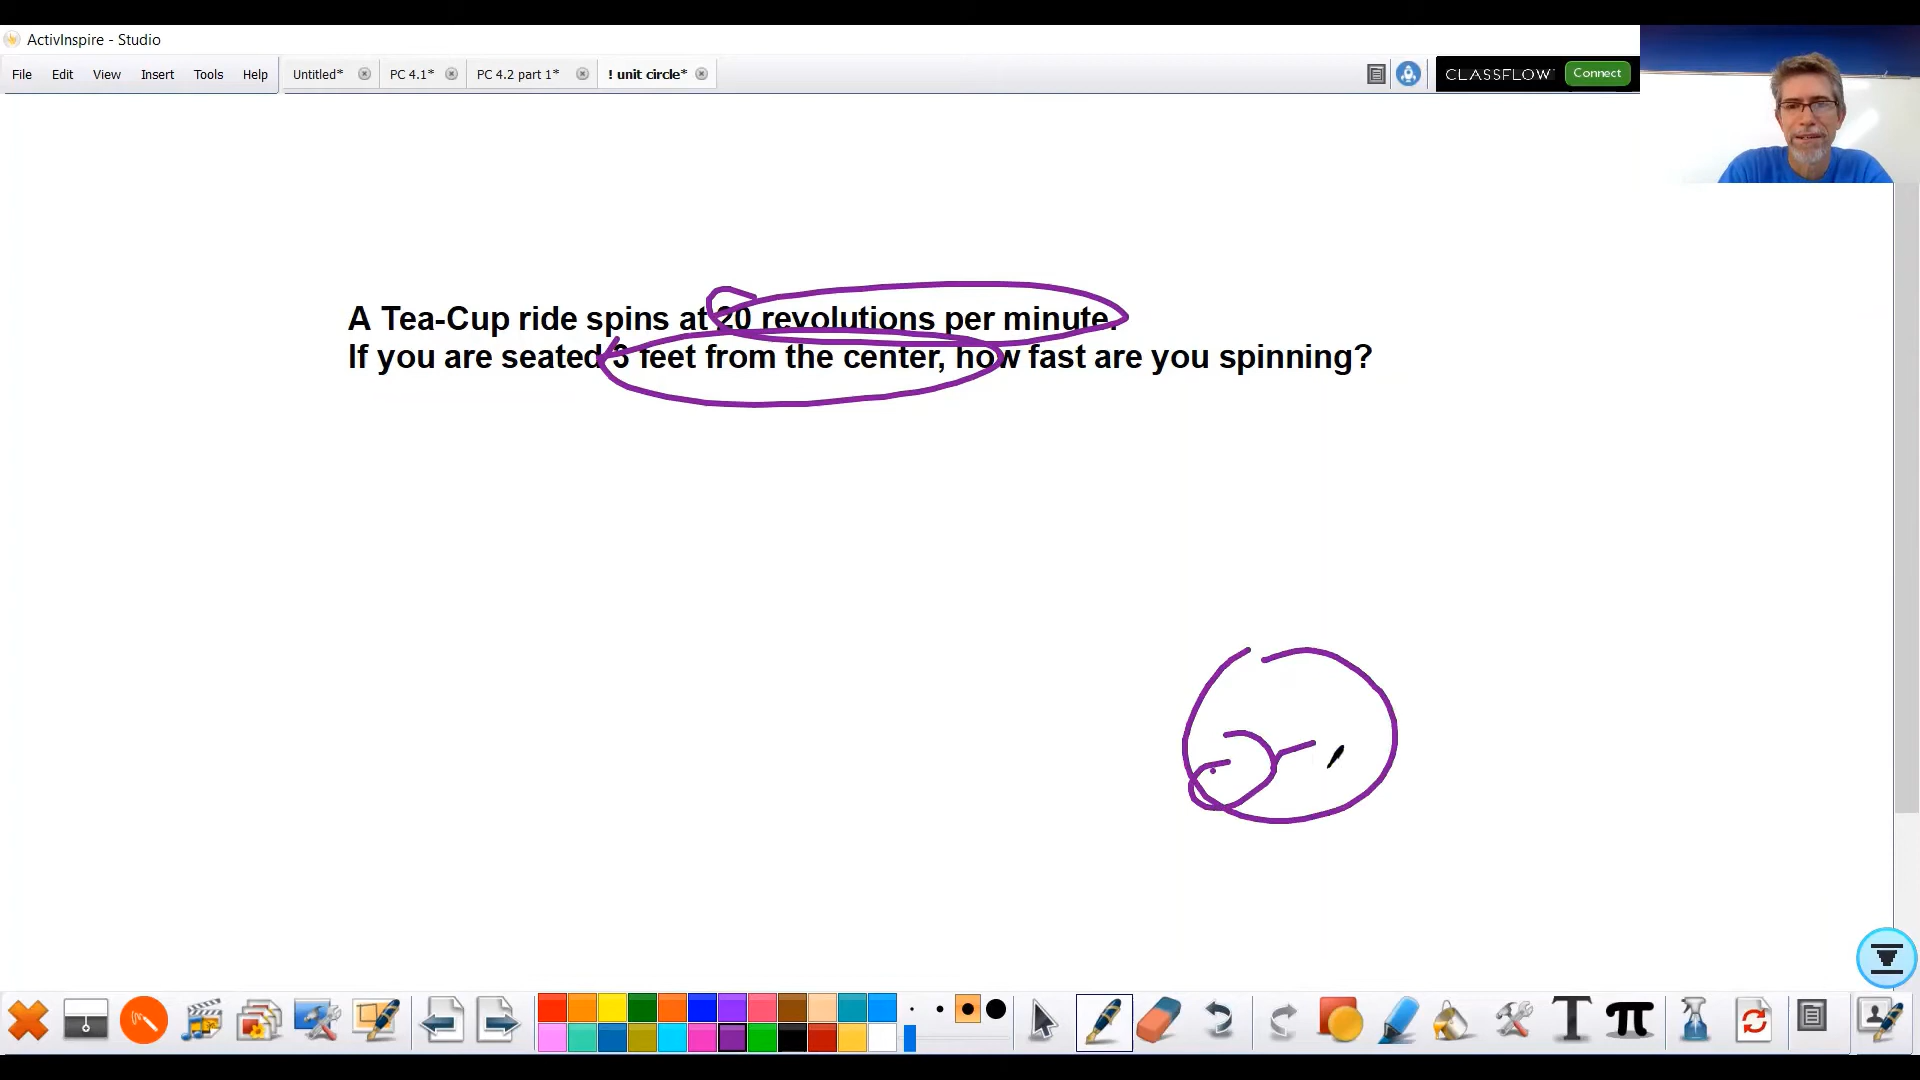 ActivInspire - Studio
File Edit View Insert Tools Help Untitled* PC 4.1* PC 4.2 part 1* ! unit circle* CLASSFLOW Connect
A Tea-Cup ride spins at 20 revolutions per minute.
If you are seated 3 feet from the center, how fast are you spinning?